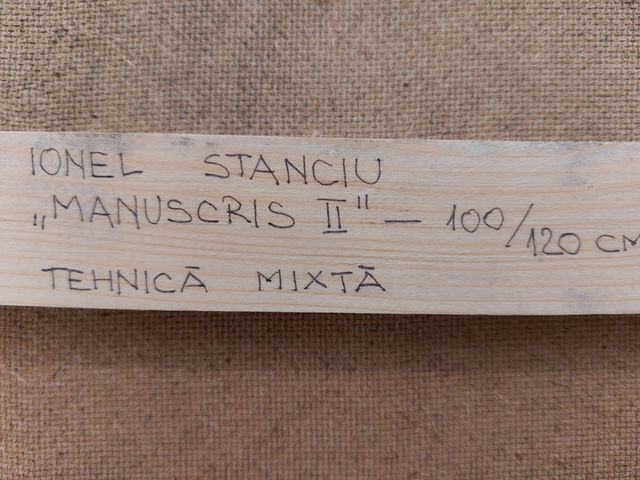 IONEL STANCIU
„MANUSCRIS II" — 100/120 CM
TEHNICĂ MIXTĂ